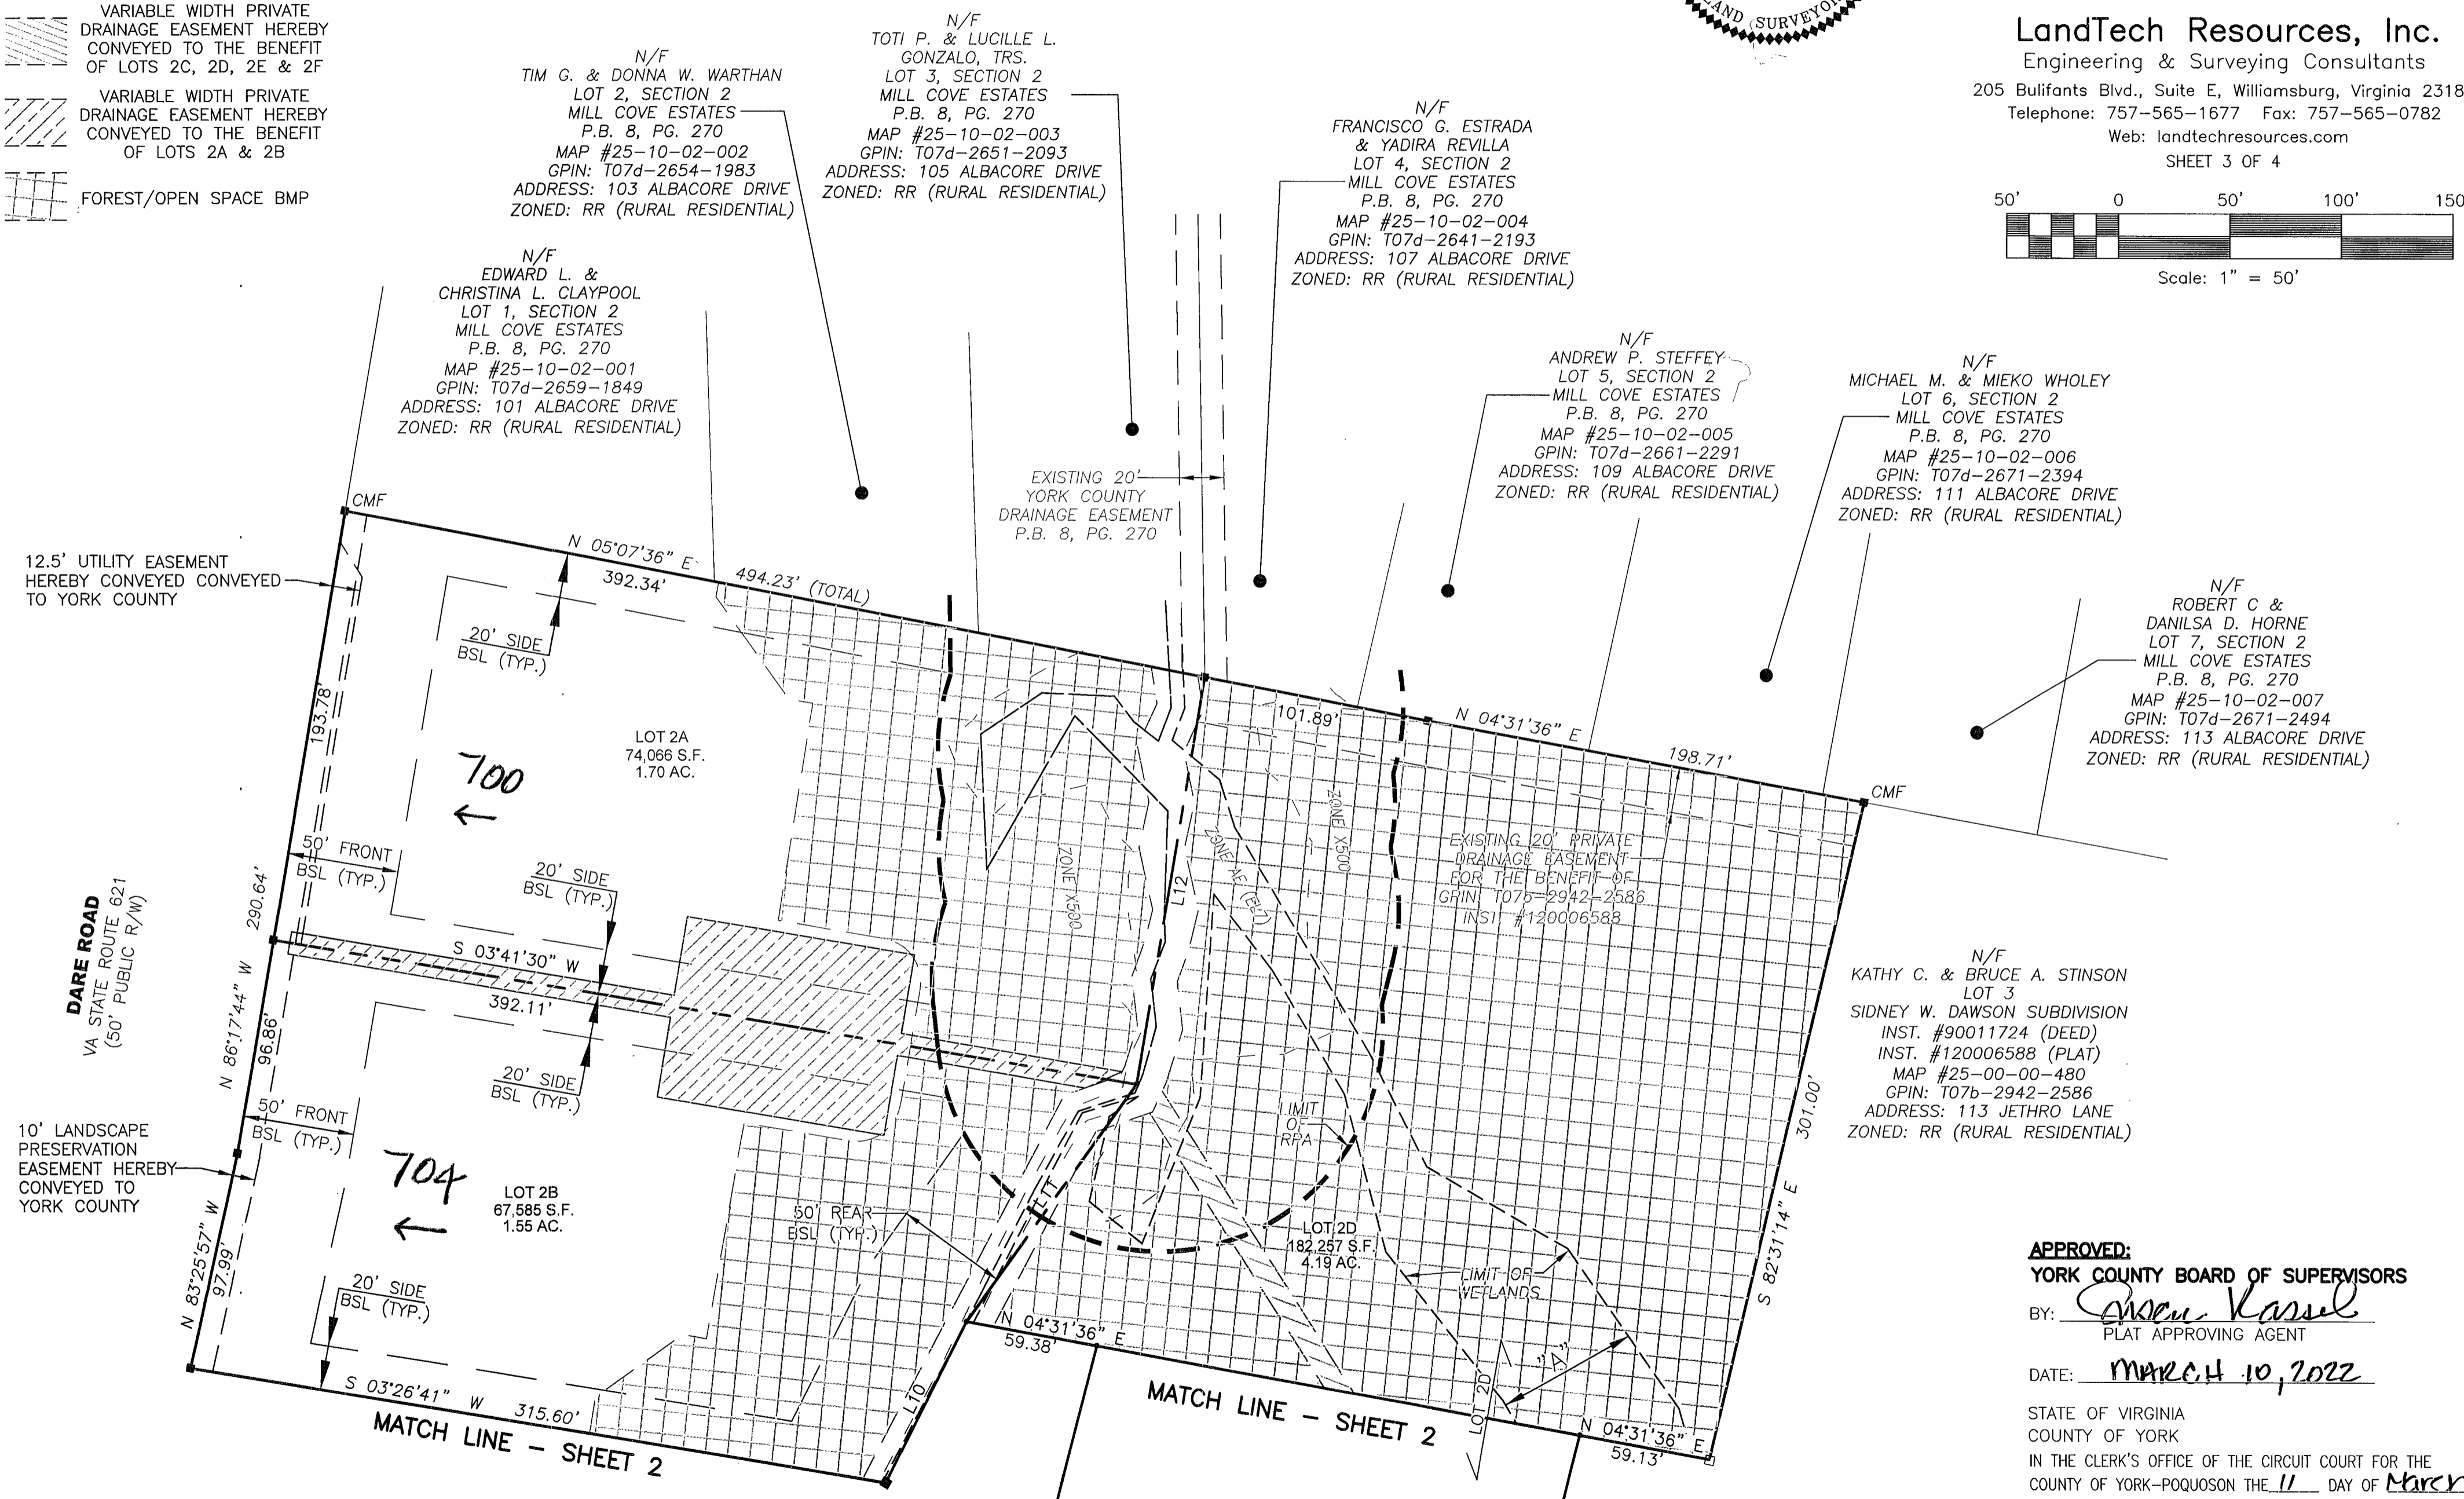 VARIABLE WIDTH PRIVATE
DRAINAGE EASEMENT HEREBY
CONVEYED TO THE BENEFIT
OF LOTS 2C, 2D, 2E & 2F
VARIABLE WIDTH PRIVATE
DRAINAGE EASEMENT HEREBY
CONVEYED TO THE BENEFIT
OF LOTS 2A & 2B
FOREST/OPEN SPACE BMP
N/F
TIM G. & DONNA W. WARTHAN
LOT 2, SECTION 2
MILL COVE ESTATES
P.B. 8, PG. 270
MAP #25-10-02-002
GPIN: T07d-2654-1983
ADDRESS: 103 ALBACORE DRIVE
ZONED: RR (RURAL RESIDENTIAL)
N/F
TOTI P. & LUCILLE L.
GONZALO, TRS.
LOT 3, SECTION 2
MILL COVE ESTATES
P.B. 8, PG. 270
MAP #25-10-02-003
GPIN: T07d-2651-2093
ADDRESS: 105 ALBACORE DRIVE
ZONED: RR (RURAL RESIDENTIAL)
N/F
FRANCISCO G. ESTRADA
& YADIRA REVILLA
LOT 4, SECTION 2
MILL COVE ESTATES
P.B. 8, PG. 270
MAP #25-10-02-004
GPIN: T07d-2641-2193
ADDRESS: 107 ALBACORE DRIVE
ZONED: RR (RURAL RESIDENTIAL)
LAND SURVEYOR
LandTech Resources, Inc.
Engineering & Surveying Consultants
205 Bulifants Blvd., Suite E, Williamsburg, Virginia 2318
Telephone: 757-565-1677 Fax: 757-565-0782
Web: landtechresources.com
SHEET 3 OF 4
50' 0 50' 100' 150
Scale: 1" = 50'
N/F
EDWARD L. &
CHRISTINA L. CLAYPOOL
LOT 1, SECTION 2
MILL COVE ESTATES
P.B. 8, PG. 270
MAP #25-10-02-001
GPIN: T07d-2659-1849
ADDRESS: 101 ALBACORE DRIVE
ZONED: RR (RURAL RESIDENTIAL)
N/F
ANDREW P. STEFFEY
LOT 5, SECTION 2
MILL COVE ESTATES
P.B. 8, PG. 270
MAP #25-10-02-005
GPIN: T07d-2661-2291
ADDRESS: 109 ALBACORE DRIVE
ZONED: RR (RURAL RESIDENTIAL)
N/F
MICHAEL M. & MIEKO WHOLEY
LOT 6, SECTION 2
MILL COVE ESTATES
P.B. 8, PG. 270
MAP #25-10-02-006
GPIN: T07d-2671-2394
ADDRESS: 111 ALBACORE DRIVE
ZONED: RR (RURAL RESIDENTIAL)
N/F
ROBERT C &
DANILSA D. HORNE
LOT 7, SECTION 2
MILL COVE ESTATES
P.B. 8, PG. 270
MAP #25-10-02-007
GPIN: T07d-2671-2494
ADDRESS: 113 ALBACORE DRIVE
ZONED: RR (RURAL RESIDENTIAL)
EXISTING 20'
YORK COUNTY
DRAINAGE EASEMENT
P.B. 8, PG. 270
CMF
12.5' UTILITY EASEMENT
HEREBY CONVEYED CONVEYED
TO YORK COUNTY
N 05°07'36" E
392.34'
494.23' (TOTAL)
20' SIDE
BSL (TYP.)
193.78'
LOT 2A
74,066 S.F.
1.70 AC.
700
101.89'
N 04°31'36" E
198.71'
CMF
ZONE X500
ZONE X500
ZONE AE (EL7)
L12
EXISTING 20' PRIVATE
DRAINAGE EASEMENT
FOR THE BENEFIT OF
GPIN: T07b-2942-2586
INST. #120006588
50' FRONT
BSL (TYP.)
20' SIDE
BSL (TYP.)
290.64'
DARE ROAD
VA STATE ROUTE 621
(50' PUBLIC R/W)
N 86°17'44" W
96.86'
S 03°41'30" W
392.11'
20' SIDE
BSL (TYP.)
50' FRONT
BSL (TYP.)
N/F
KATHY C. & BRUCE A. STINSON
LOT 3
SIDNEY W. DAWSON SUBDIVISION
INST. #90011724 (DEED)
INST. #120006588 (PLAT)
MAP #25-00-00-480
GPIN: T07b-2942-2586
ADDRESS: 113 JETHRO LANE
ZONED: RR (RURAL RESIDENTIAL)
S 82°31'14" E
301.00'
10' LANDSCAPE
PRESERVATION
EASEMENT HEREBY
CONVEYED TO
YORK COUNTY
704
LOT 2B
67,585 S.F.
1.55 AC.
L11
LIMIT
OF
RPA
50' REAR
BSL (TYP.)
LOT 2D
182,257 S.F.
4.19 AC.
LIMIT OF
WETLANDS
N 83°25'57" W
97.99'
20' SIDE
BSL (TYP.)
N 04°31'36" E
59.38'
"A"
LOT 2D
L10
S 03°26'41" W 315.60'
MATCH LINE - SHEET 2
MATCH LINE - SHEET 2
N 04°31'36" E
59.13'
APPROVED:
YORK COUNTY BOARD OF SUPERVISORS
BY:
PLAT APPROVING AGENT
DATE: MARCH 10, 2022
STATE OF VIRGINIA
COUNTY OF YORK
IN THE CLERK'S OFFICE OF THE CIRCUIT COURT FOR THE
COUNTY OF YORK-POQUOSON THE 11 DAY OF March